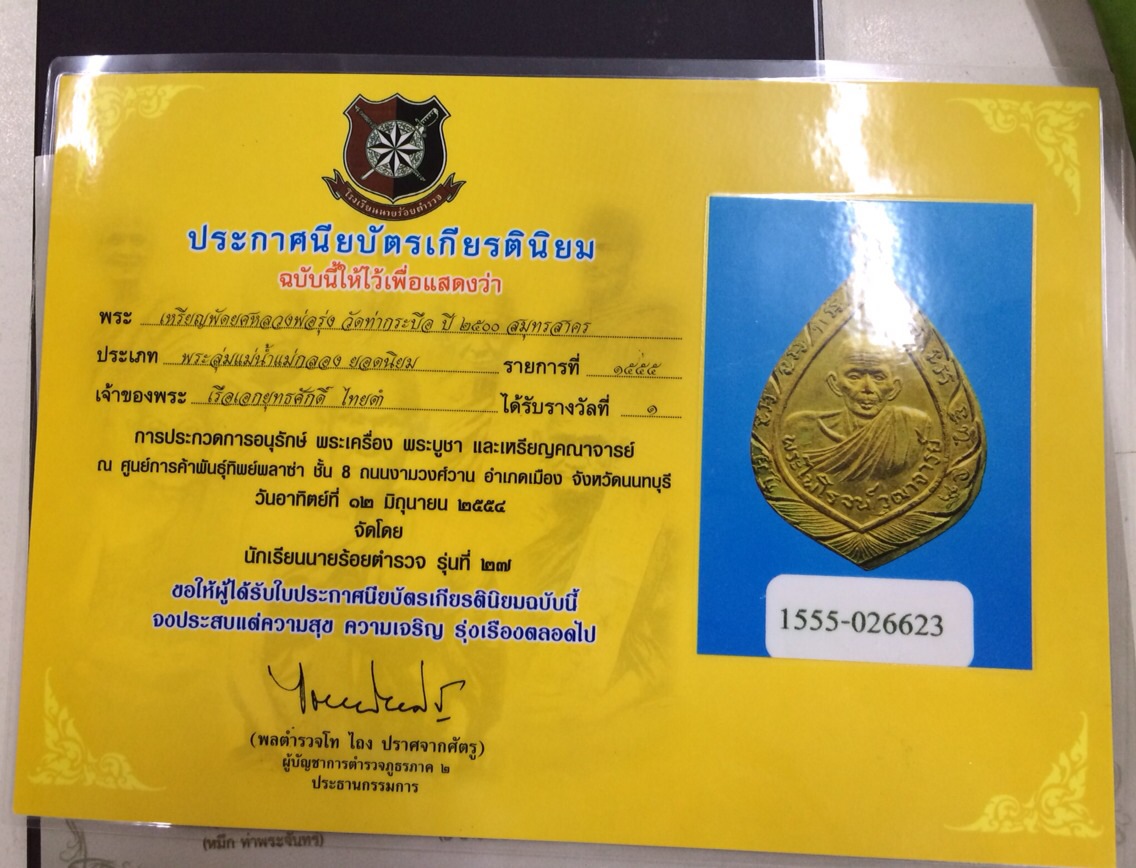 โรงเรียนนายร้อยตำรวจ
ประกาศนียบัตรเกียรตินิยม
ฉบับนี้ให้ไว้เพื่อแสดงว่า
พระ เหรียญพัดยศหลวงพ่อรุ่ง วัดท่ากระบือ ปี ๒๕๐๐ สมุทรสาคร
ประเภท พระลุ่มแม่น้ำแม่กลอง ยอดนิยม รายการที่ ๑๕๕๕
เจ้าของพระ เรือเอกยุทธศักดิ์ ไทยดำ ได้รับรางวัลที่ ๑
การประกวดการอนุรักษ์ พระเครื่อง พระบูชา และเหรียญคณาจารย์
ณ ศูนย์การค้าพันธุ์ทิพย์พลาซ่า ชั้น 8 ถนนงามวงศ์วาน อำเภอเมือง จังหวัดนนทบุรี
วันอาทิตย์ที่ ๑๒ มิถุนายน ๒๕๕๔
จัดโดย
นักเรียนนายร้อยตำรวจ รุ่นที่ ๒๗
ขอให้ผู้ได้รับใบประกาศนียบัตรเกียรตินิยมฉบับนี้
จงประสบแต่ความสุข ความเจริญ รุ่งเรืองตลอดไป
(พลตำรวจโท ไถง ปราศจากศัตรู)
ผู้บัญชาการตำรวจภูธรภาค ๒
ประธานกรรมการ
1555-026623
(หมึก ท่าพระจันทร์)